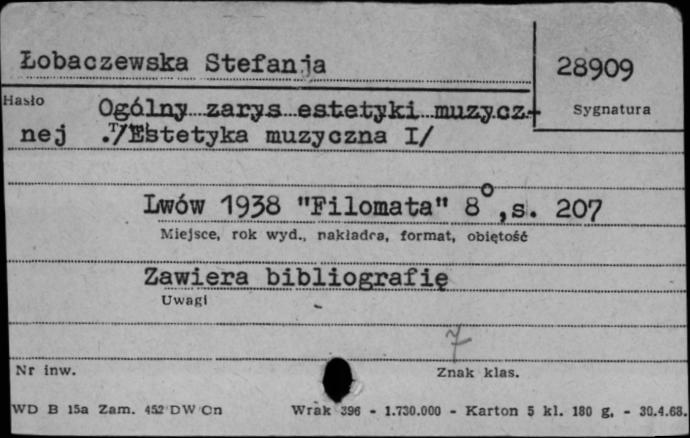 Łobaczewska Stefanja
28909
Hasło
Sygnatura
Ogólny zarys estetyki muzycz-
nej ./Estetyka muzyczna I/
Lwów 1938 "Filomata" 8°,s. 207
Miejsce, rok wyd., nakładca, format, objętość
Zawiera bibliografię
Uwagi
7
Nr inw.
Znak klas.
WD B 15a Zam. 452 DW Cn
Wrak 396 - 1.730.000 - Karton 5 kl. 180 g. - 30.4.68.